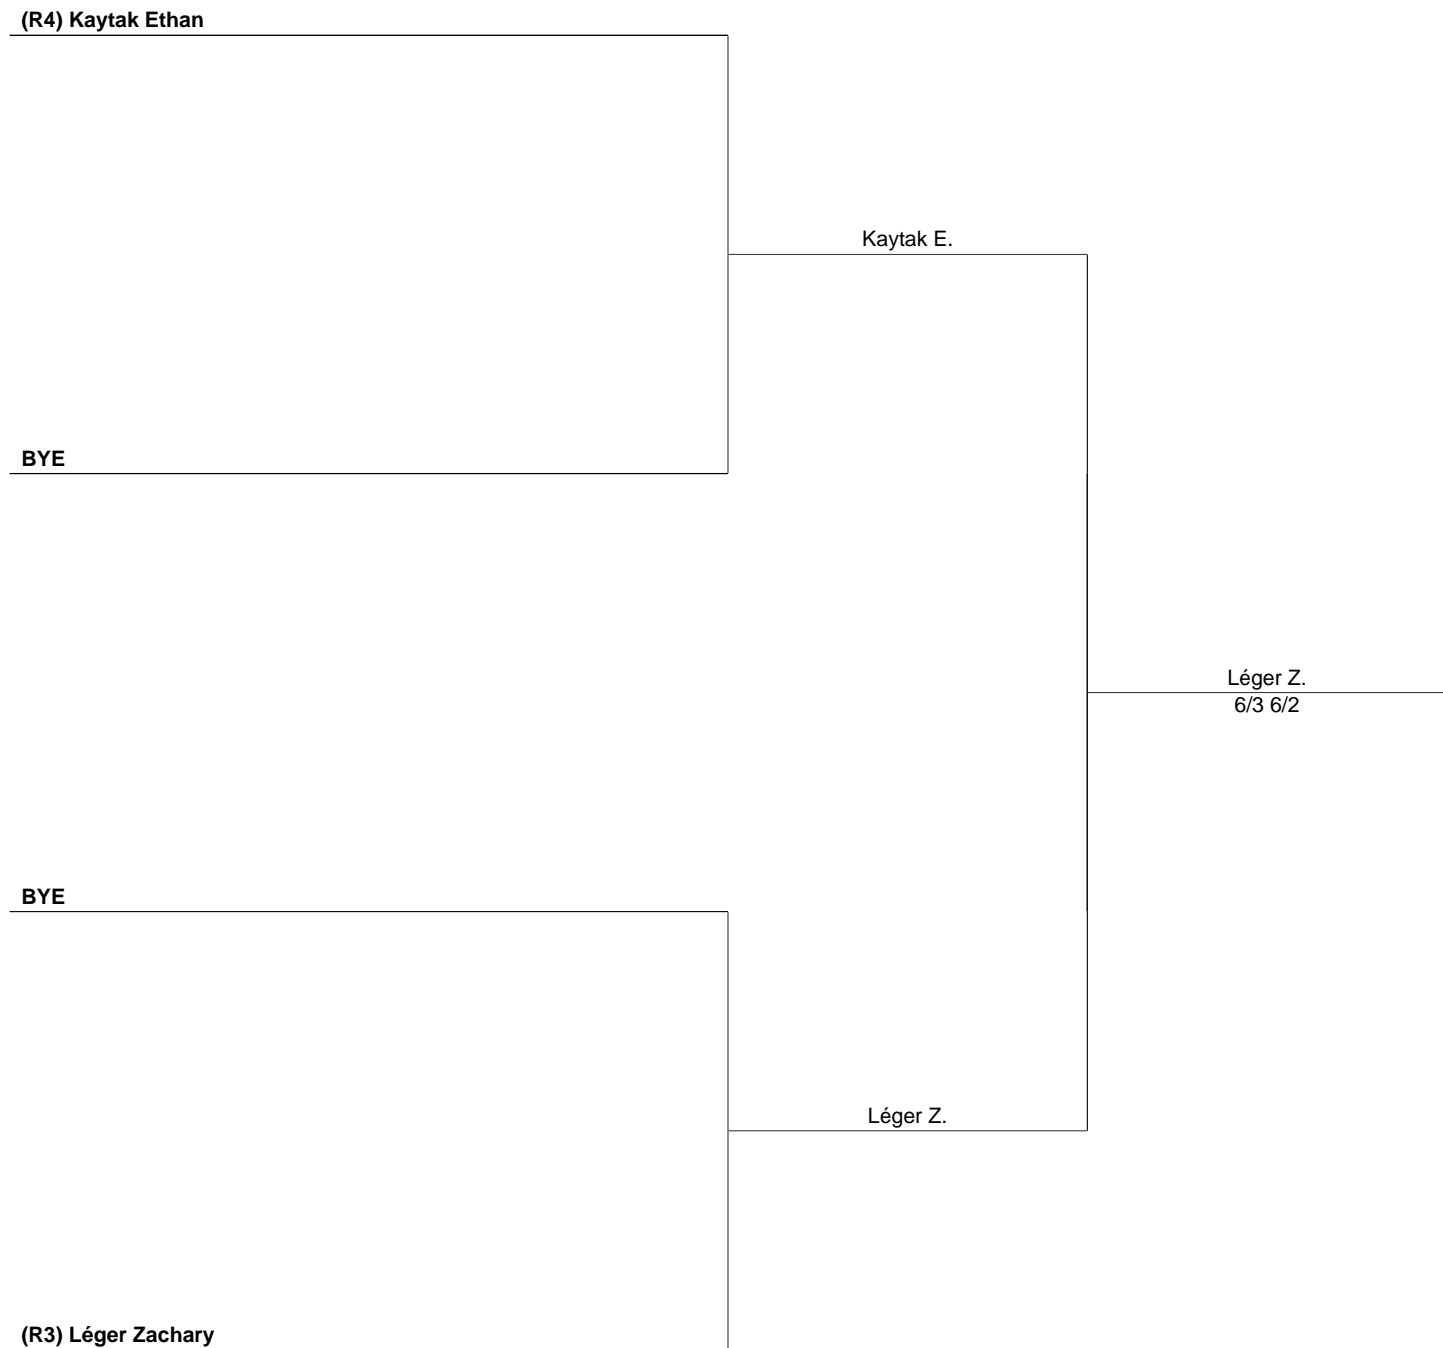 (R4) Kaytak Ethan
Kaytak E.
BYE
Léger Z.
6/3 6/2
BYE
Léger Z.
(R3) Léger Zachary